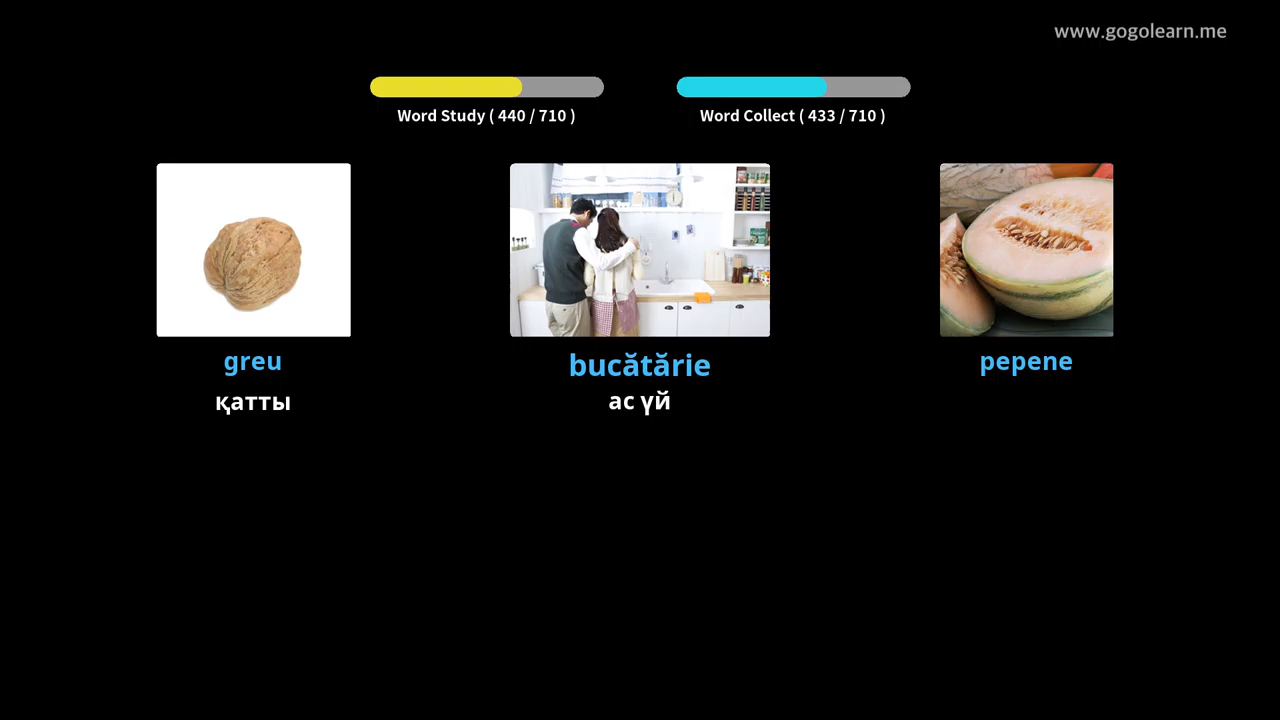 www.gogolearn.me
Word Study ( 440 / 710 )
Word Collect ( 433 / 710 )
greu
bucătărie
pepene
қатты
ас үй